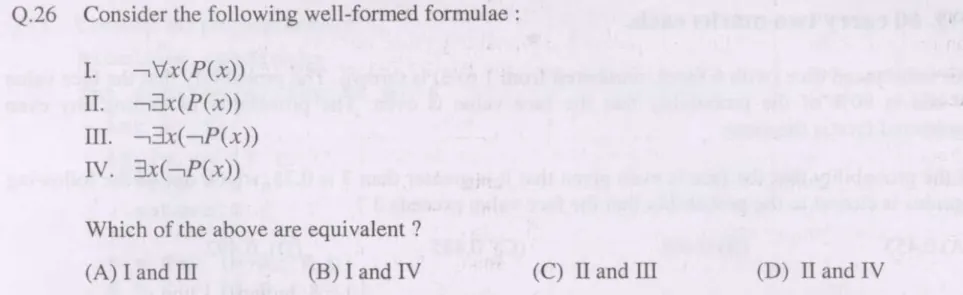 Q.26 Consider the following well-formed formulae :
I. ¬∀x(P(x))
II. ¬∃x(P(x))
III. ¬∃x(¬P(x))
IV. ∃x(¬P(x))
Which of the above are equivalent ?
(A) I and III (B) I and IV (C) II and III (D) II and IV